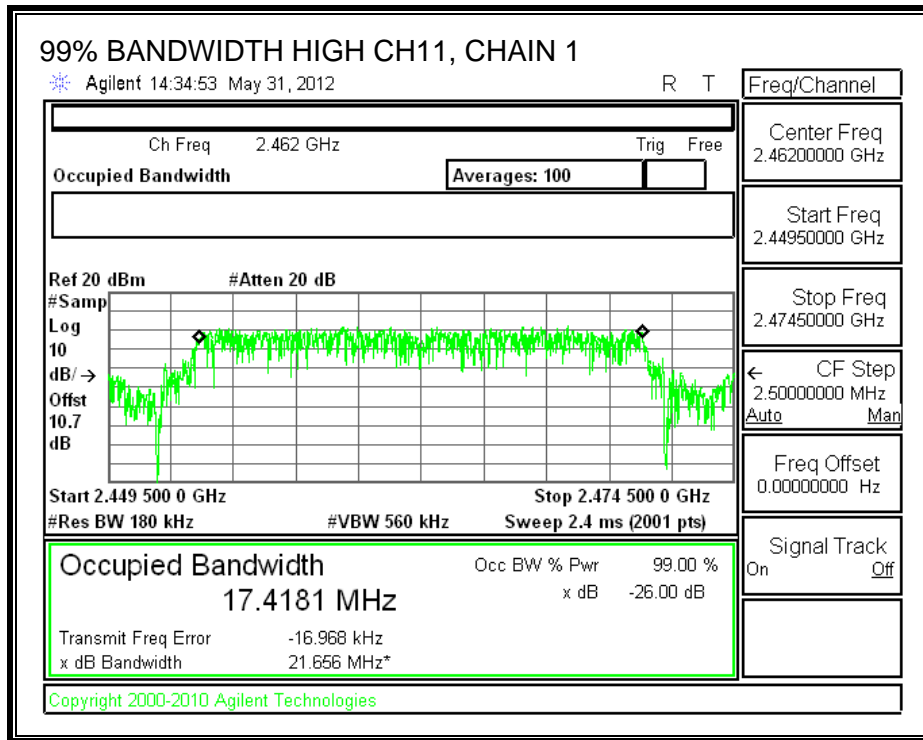 99% BANDWIDTH HIGH CH11, CHAIN 1
Agilent 14:34:53 May 31, 2012 R T
Ch Freq 2.462 GHz Trig Free
Occupied Bandwidth Averages: 100
Ref 20 dBm #Atten 20 dB
#Samp
Log
10
dB/
Offst
10.7
dB
Start 2.449 500 0 GHz Stop 2.474 500 0 GHz
#Res BW 180 kHz #VBW 560 kHz Sweep 2.4 ms (2001 pts)
Occupied Bandwidth Occ BW % Pwr 99.00 %
17.4181 MHz x dB -26.00 dB
Transmit Freq Error -16.968 kHz
x dB Bandwidth 21.656 MHz*
Copyright 2000-2010 Agilent Technologies
Freq/Channel
Center Freq
2.46200000 GHz
Start Freq
2.44950000 GHz
Stop Freq
2.47450000 GHz
CF Step
2.50000000 MHz
Auto Man
Freq Offset
0.00000000 Hz
Signal Track
On Off